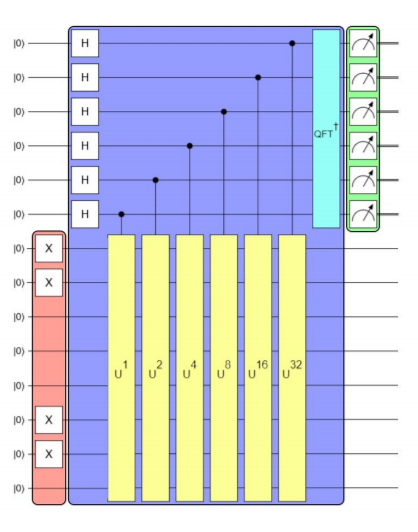 |0⟩ H
|0⟩ H
|0⟩ H
|0⟩ H QFT†
|0⟩ H
|0⟩ H
|0⟩ X
|0⟩ X
|0⟩
|0⟩ U¹ U² U⁴ U⁸ U¹⁶ U³²
|0⟩
|0⟩ X
|0⟩ X
|0⟩